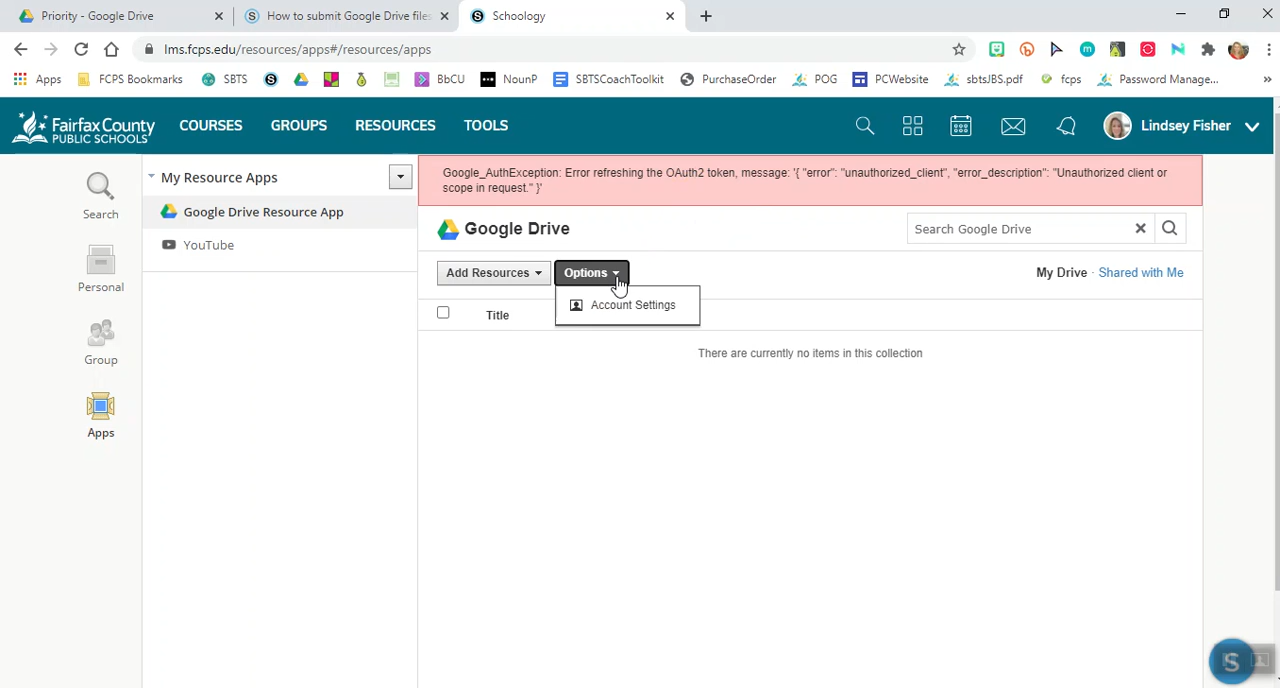 Priority - Google Drive
How to submit Google Drive files
Schoology
lms.fcps.edu/resources/apps#/resources/apps
Apps
FCPS Bookmarks
SBTS
BbCU
NounP
SBTSCoachToolkit
PurchaseOrder
POG
PCWebsite
sbtsJBS.pdf
fcps
Password Manage...
Fairfax County
PUBLIC SCHOOLS
COURSES
GROUPS
RESOURCES
TOOLS
Lindsey Fisher
Search
Personal
Group
Apps
My Resource Apps
Google Drive Resource App
YouTube
Google_AuthException: Error refreshing the OAuth2 token, message: '{ "error": "unauthorized_client", "error_description": "Unauthorized client or
scope in request." }'
Google Drive
Search Google Drive
Add Resources
Options
My Drive · Shared with Me
Account Settings
Title
There are currently no items in this collection
S